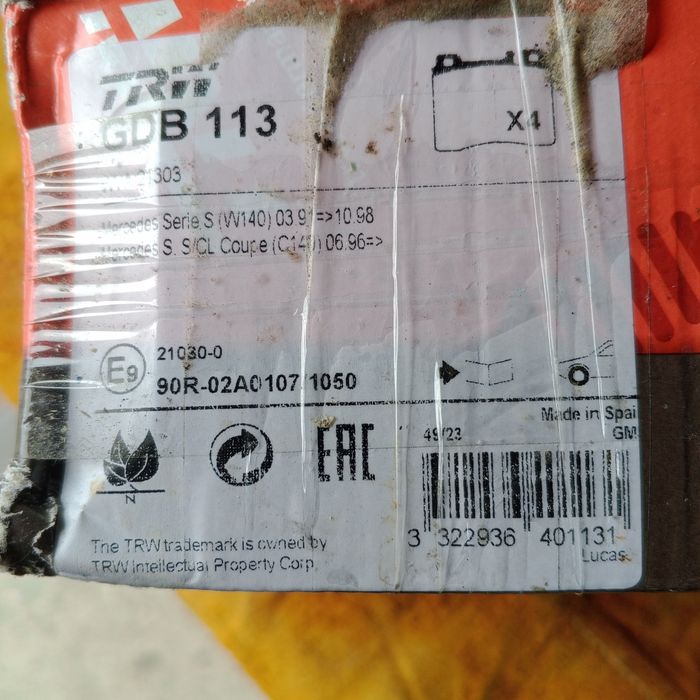 TRW
GDB 113
X4
303
Mercedes Serie S (W140) 03.91=>10.98
Mercedes S. S/CL Coupe (C140) 06.96=>
E9
21030-0
90R-02A0107/1050
Made in Spai
49/23
GM
EAC
3 322936 401131
Lucas
The TRW trademark is owned by
TRW Intellectual Property Corp.